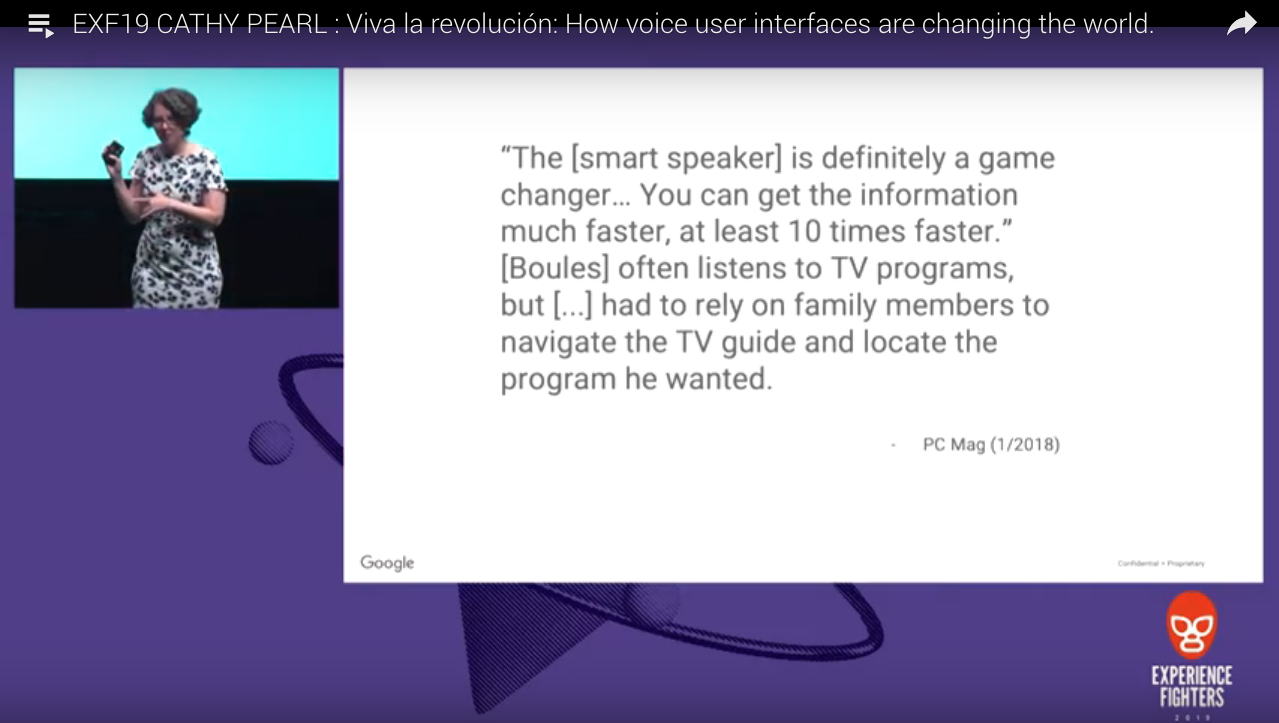 EXF19 CATHY PEARL : Viva la revolución: How voice user interfaces are changing the world.
“The [smart speaker] is definitely a game
changer... You can get the information
much faster, at least 10 times faster.”
[Boules] often listens to TV programs,
but [...] had to rely on family members to
navigate the TV guide and locate the
program he wanted.
- PC Mag (1/2018)
Google
Confidential + Proprietary
EXPERIENCE
FIGHTERS
2019